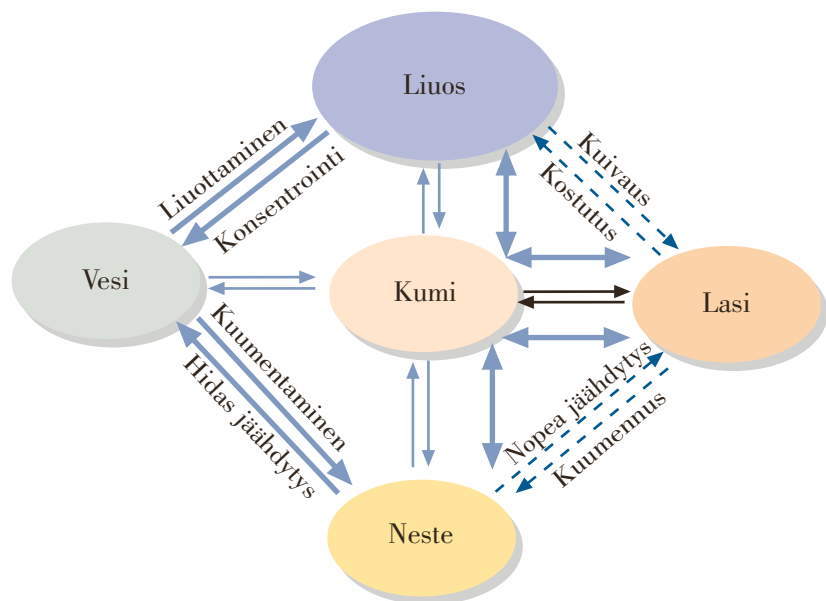 Liuos
Liuottaminen
Konsentrointi
Kuivaus
Kostutus
Vesi
Kumi
Lasi
Kuumentaminen
Hidas jäähdytys
Nopea jäähdytys
Kuumennus
Neste